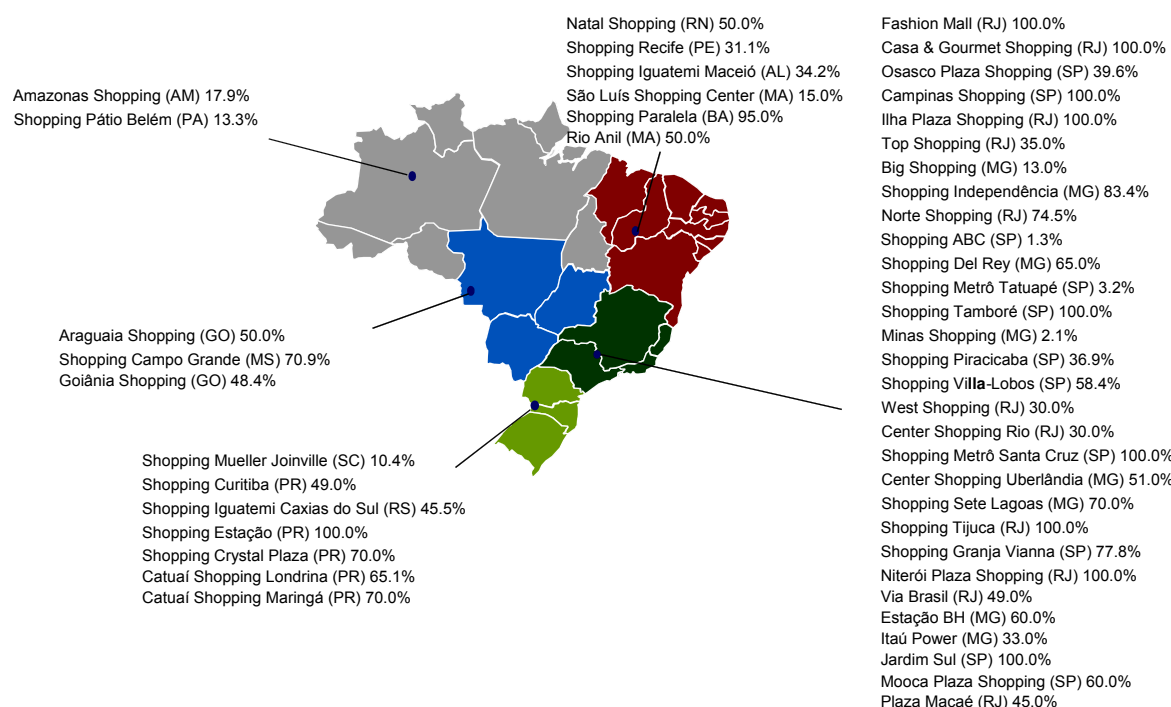 Amazonas Shopping (AM) 17.9%
Shopping Pátio Belém (PA) 13.3%
Natal Shopping (RN) 50.0%
Shopping Recife (PE) 31.1%
Shopping Iguatemi Maceió (AL) 34.2%
São Luís Shopping Center (MA) 15.0%
Shopping Paralela (BA) 95.0%
Rio Anil (MA) 50.0%
Araguaia Shopping (GO) 50.0%
Shopping Campo Grande (MS) 70.9%
Goiânia Shopping (GO) 48.4%
Shopping Mueller Joinville (SC) 10.4%
Shopping Curitiba (PR) 49.0%
Shopping Iguatemi Caxias do Sul (RS) 45.5%
Shopping Estação (PR) 100.0%
Shopping Crystal Plaza (PR) 70.0%
Catuaí Shopping Londrina (PR) 65.1%
Catuaí Shopping Maringá (PR) 70.0%
Fashion Mall (RJ) 100.0%
Casa & Gourmet Shopping (RJ) 100.0%
Osasco Plaza Shopping (SP) 39.6%
Campinas Shopping (SP) 100.0%
Ilha Plaza Shopping (RJ) 100.0%
Top Shopping (RJ) 35.0%
Big Shopping (MG) 13.0%
Shopping Independência (MG) 83.4%
Norte Shopping (RJ) 74.5%
Shopping ABC (SP) 1.3%
Shopping Del Rey (MG) 65.0%
Shopping Metrô Tatuapé (SP) 3.2%
Shopping Tamboré (SP) 100.0%
Minas Shopping (MG) 2.1%
Shopping Piracicaba (SP) 36.9%
Shopping Villa-Lobos (SP) 58.4%
West Shopping (RJ) 30.0%
Center Shopping Rio (RJ) 30.0%
Shopping Metrô Santa Cruz (SP) 100.0%
Center Shopping Uberlândia (MG) 51.0%
Shopping Sete Lagoas (MG) 70.0%
Shopping Tijuca (RJ) 100.0%
Shopping Granja Vianna (SP) 77.8%
Niterói Plaza Shopping (RJ) 100.0%
Via Brasil (RJ) 49.0%
Estação BH (MG) 60.0%
Itaú Power (MG) 33.0%
Jardim Sul (SP) 100.0%
Mooca Plaza Shopping (SP) 60.0%
Plaza Macaé (RJ) 45.0%